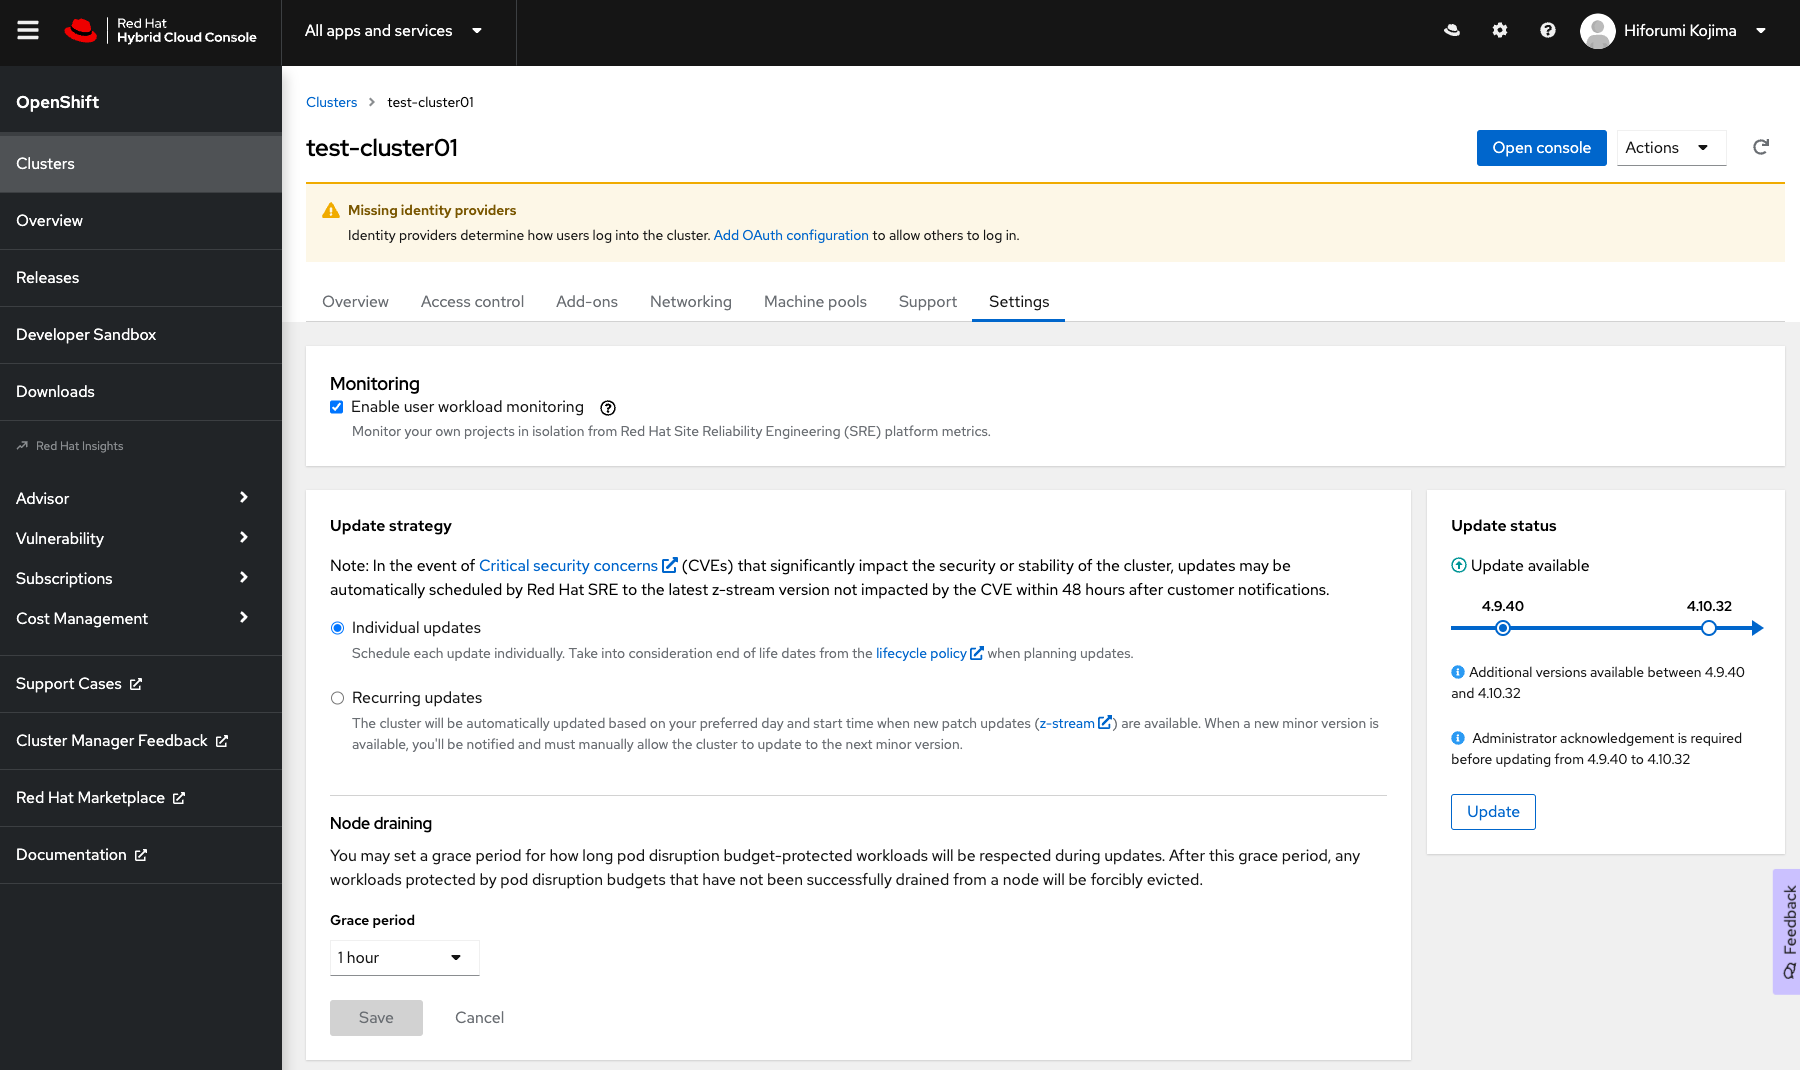 Red Hat
Hybrid Cloud Console
All apps and services
Hiforumi Kojima
OpenShift
Clusters
Overview
Releases
Developer Sandbox
Downloads
Red Hat Insights
Advisor
Vulnerability
Subscriptions
Cost Management
Support Cases
Cluster Manager Feedback
Red Hat Marketplace
Documentation
Clusters > test-cluster01
test-cluster01
Open console
Actions
Missing identity providers
Identity providers determine how users log into the cluster. Add OAuth configuration to allow others to log in.
Overview Access control Add-ons Networking Machine pools Support Settings
Monitoring
Enable user workload monitoring
Monitor your own projects in isolation from Red Hat Site Reliability Engineering (SRE) platform metrics.
Update strategy
Note: In the event of Critical security concerns (CVEs) that significantly impact the security or stability of the cluster, updates may be
automatically scheduled by Red Hat SRE to the latest z-stream version not impacted by the CVE within 48 hours after customer notifications.
Individual updates
Schedule each update individually. Take into consideration end of life dates from the lifecycle policy when planning updates.
Recurring updates
The cluster will be automatically updated based on your preferred day and start time when new patch updates (z-stream) are available. When a new minor version is
available, you'll be notified and must manually allow the cluster to update to the next minor version.
Node draining
You may set a grace period for how long pod disruption budget-protected workloads will be respected during updates. After this grace period, any
workloads protected by pod disruption budgets that have not been successfully drained from a node will be forcibly evicted.
Grace period
1 hour
Save
Cancel
Update status
Update available
4.9.40 4.10.32
Additional versions available between 4.9.40
and 4.10.32
Administrator acknowledgement is required
before updating from 4.9.40 to 4.10.32
Update
Feedback